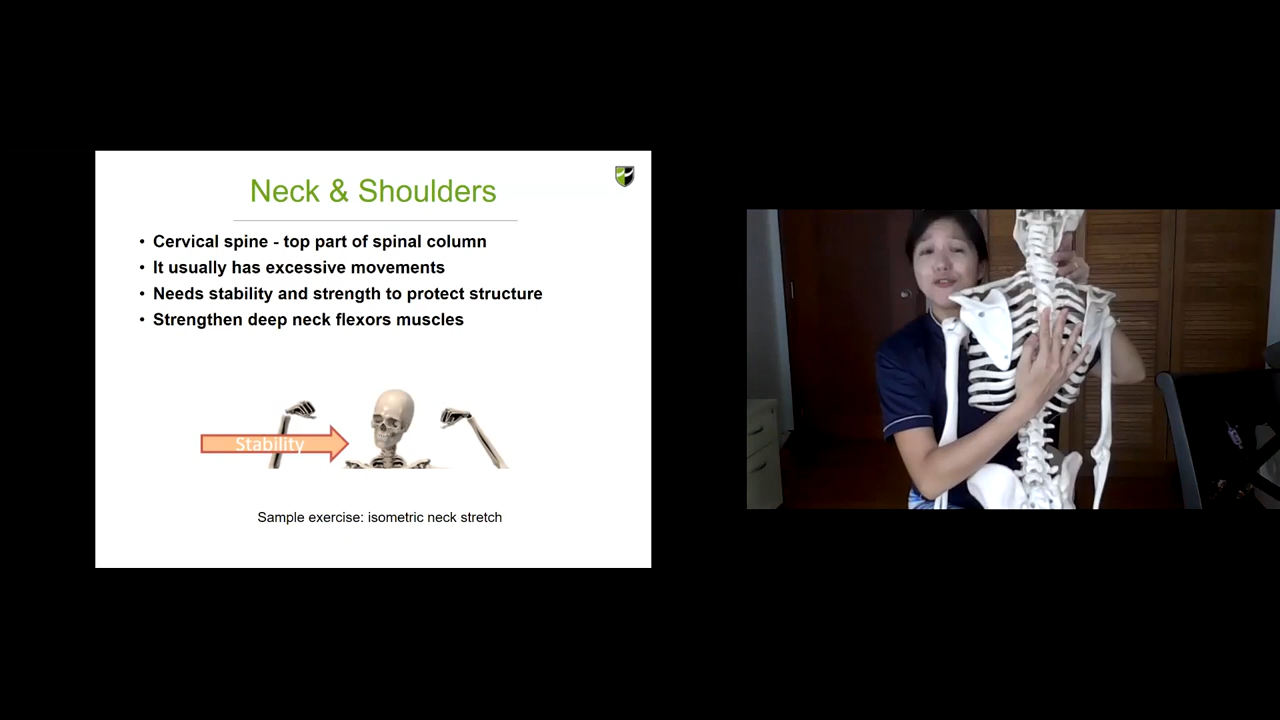 Neck & Shoulders
• Cervical spine - top part of spinal column
• It usually has excessive movements
• Needs stability and strength to protect structure
• Strengthen deep neck flexors muscles
Stability
Sample exercise: isometric neck stretch